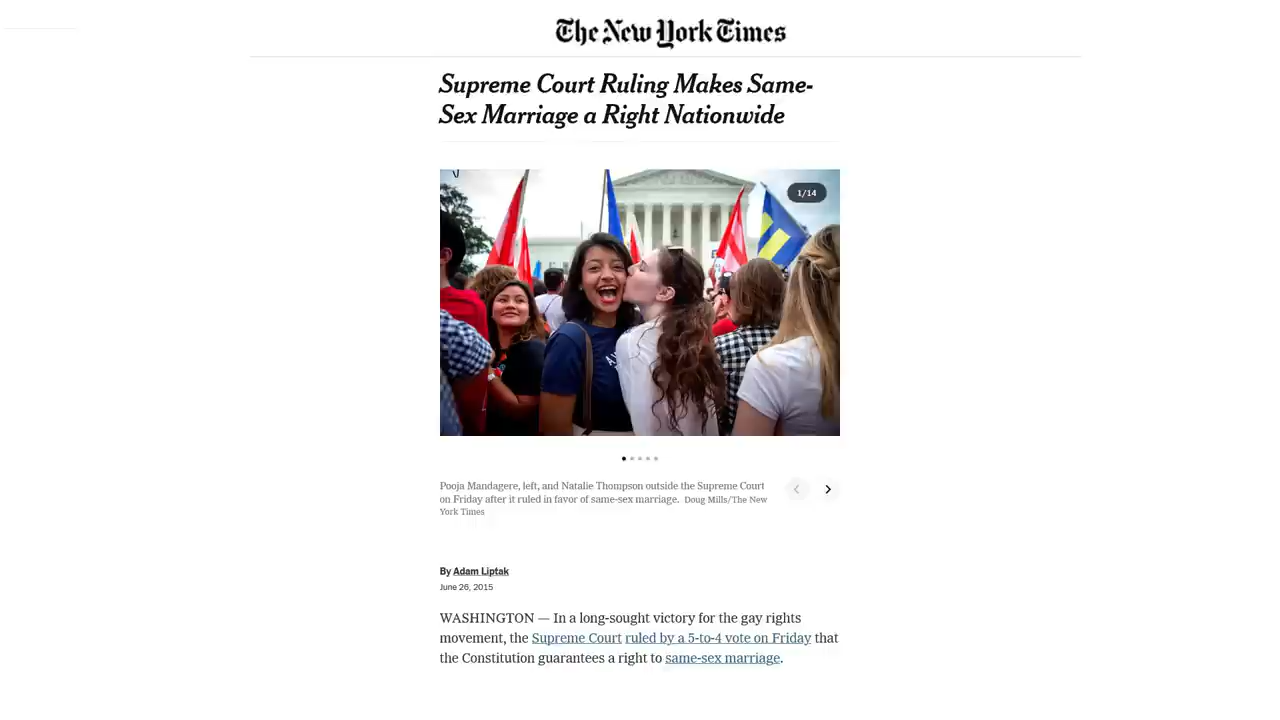 The New York Times
Supreme Court Ruling Makes Same-
Sex Marriage a Right Nationwide
1/14
Pooja Mandagere, left, and Natalie Thompson outside the Supreme Court
on Friday after it ruled in favor of same-sex marriage. Doug Mills/The New
York Times
By Adam Liptak
June 26, 2015
WASHINGTON — In a long-sought victory for the gay rights
movement, the Supreme Court ruled by a 5-to-4 vote on Friday that
the Constitution guarantees a right to same-sex marriage.